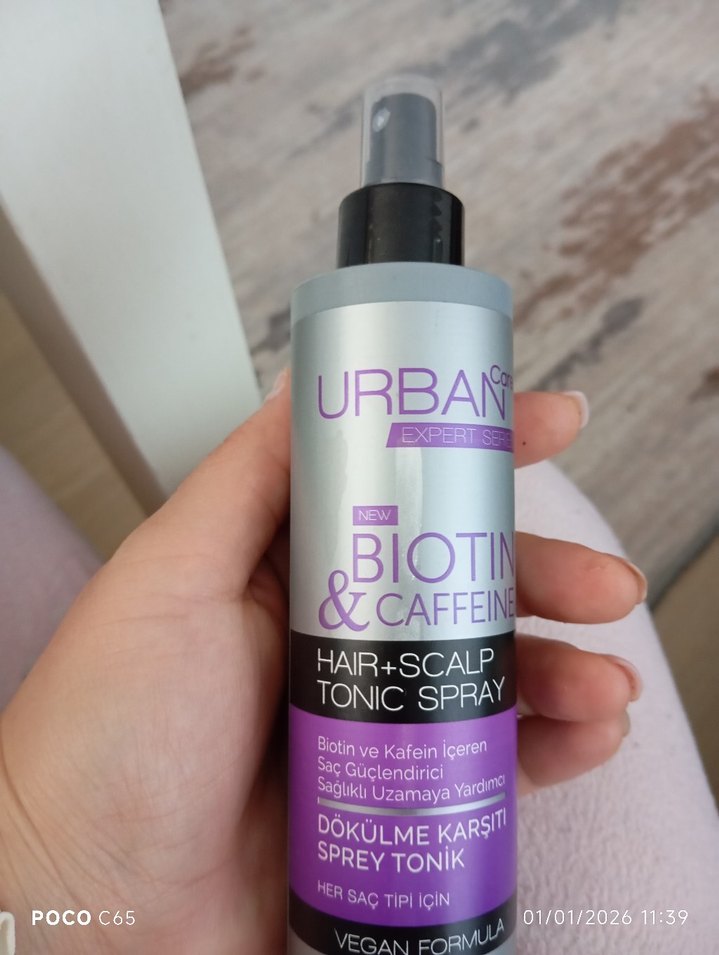 URBAN Care
EXPERT SERIE
NEW
BIOTIN
& CAFFEINE
HAIR+SCALP
TONIC SPRAY
Biotin ve Kafein İçeren
Saç Güçlendirici
Sağlıklı Uzamaya Yardımcı
DÖKÜLME KARŞITI
SPREY TONİK
HER SAÇ TİPİ İÇİN
VEGAN FORMULA
POCO C65
01/01/2026 11:39